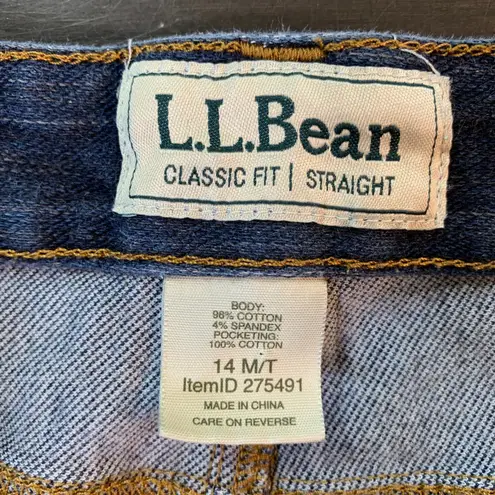 L.L.Bean
CLASSIC FIT | STRAIGHT
BODY:
96% COTTON
4% SPANDEX
POCKETING:
100% COTTON
14 M/T
ItemID 275491
MADE IN CHINA
CARE ON REVERSE